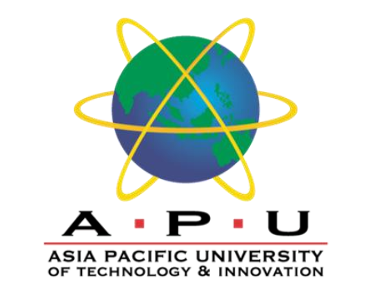 A·P·U
ASIA PACIFIC UNIVERSITY
OF TECHNOLOGY & INNOVATION